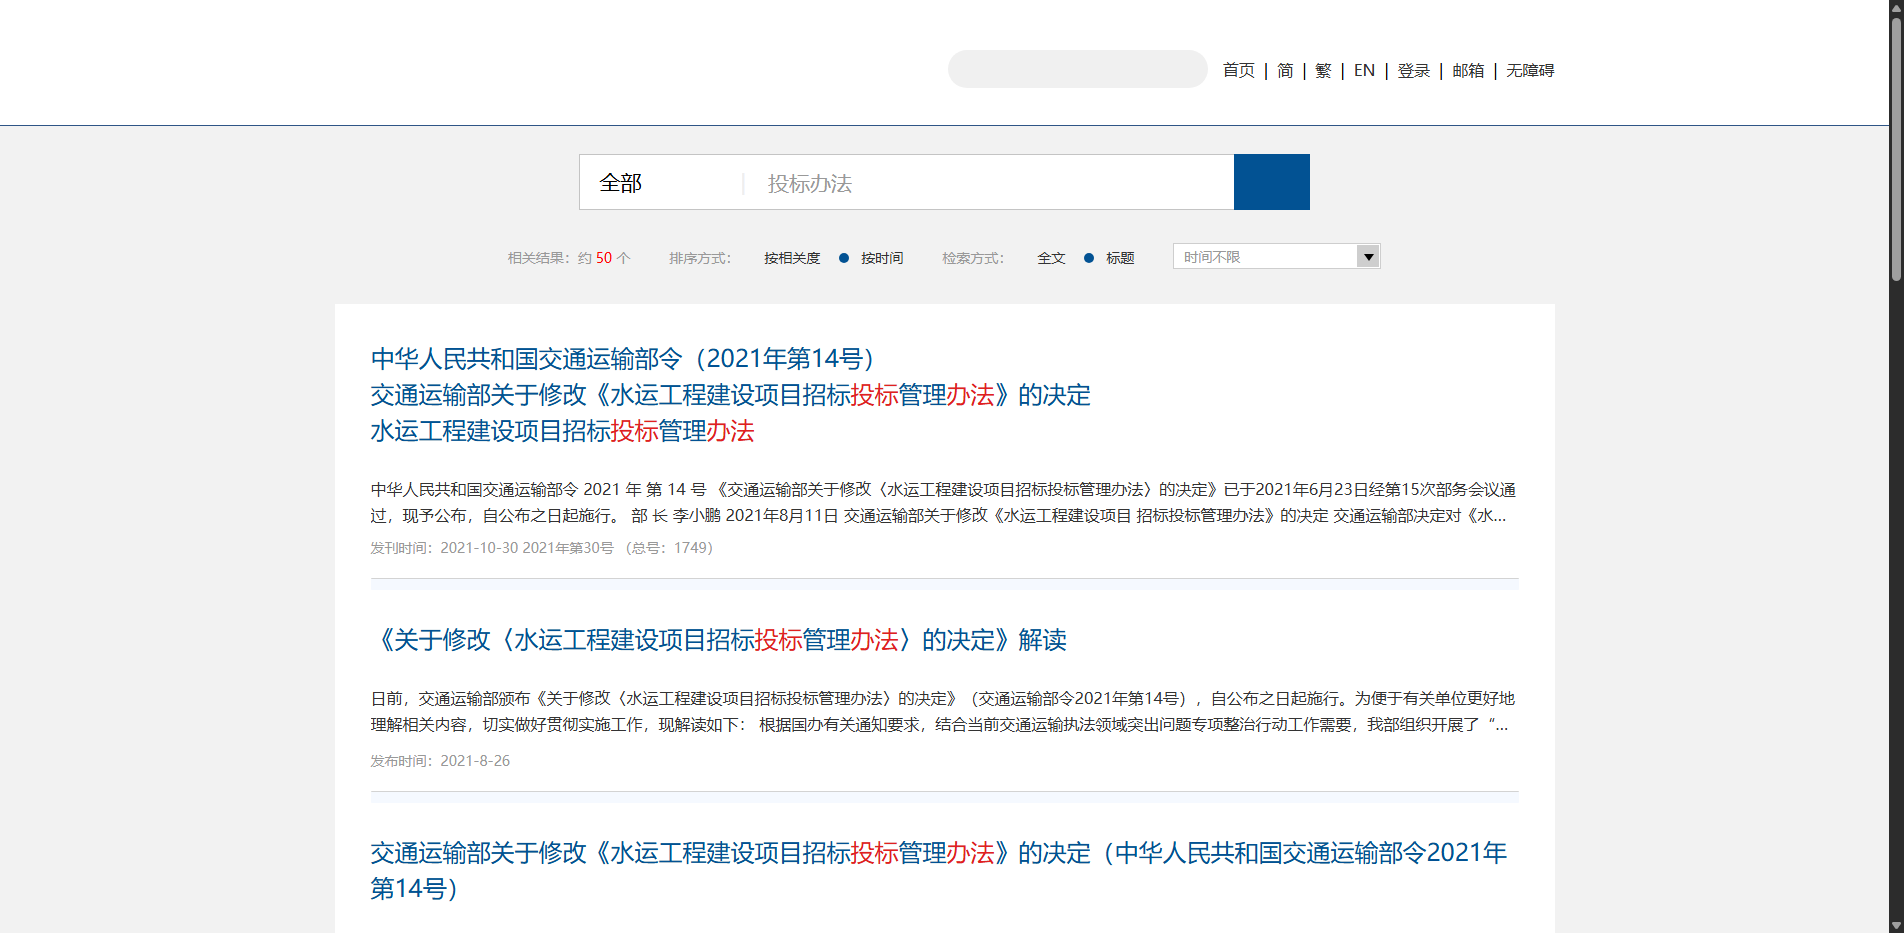 首页 | 简 | 繁 | EN | 登录 | 邮箱 | 无障碍
全部 | 投标办法
相关结果：约 50 个 排序方式： 按相关度 按时间 检索方式： 全文 标题 时间不限
中华人民共和国交通运输部令（2021年第14号）
交通运输部关于修改《水运工程建设项目招标投标管理办法》的决定
水运工程建设项目招标投标管理办法
中华人民共和国交通运输部令 2021 年 第 14 号 《交通运输部关于修改〈水运工程建设项目招标投标管理办法〉的决定》已于2021年6月23日经第15次部务会议通
过，现予公布，自公布之日起施行。 部 长 李小鹏 2021年8月11日 交通运输部关于修改《水运工程建设项目 招标投标管理办法》的决定 交通运输部决定对《水...
发刊时间：2021-10-30 2021年第30号 （总号：1749）
《关于修改〈水运工程建设项目招标投标管理办法〉的决定》解读
日前，交通运输部颁布《关于修改〈水运工程建设项目招标投标管理办法〉的决定》（交通运输部令2021年第14号），自公布之日起施行。为便于有关单位更好地
理解相关内容，切实做好贯彻实施工作，现解读如下： 根据国办有关通知要求，结合当前交通运输执法领域突出问题专项整治行动工作需要，我部组织开展了“...
发布时间：2021-8-26
交通运输部关于修改《水运工程建设项目招标投标管理办法》的决定（中华人民共和国交通运输部令2021年
第14号）